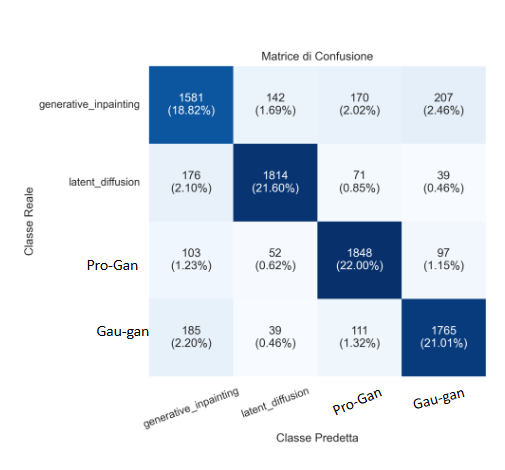 Matrice di Confusione
generative_inpainting
1581 142 170 207
(18.82%) (1.69%) (2.02%) (2.46%)
latent_diffusion
176 1814 71 39
(2.10%) (21.60%) (0.85%) (0.46%)
Classe Reale
Pro-Gan
103 52 1848 97
(1.23%) (0.62%) (22.00%) (1.15%)
Gau-gan
185 39 111 1765
(2.20%) (0.46%) (1.32%) (21.01%)
generative_inpainting latent_diffusion Pro-Gan Gau-gan
Classe Predetta